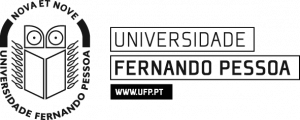 NOVA ET NOVE
UNIVERSIDADE FERNANDO PESSOA
UNIVERSIDADE
FERNANDO PESSOA
WWW.UFP.PT